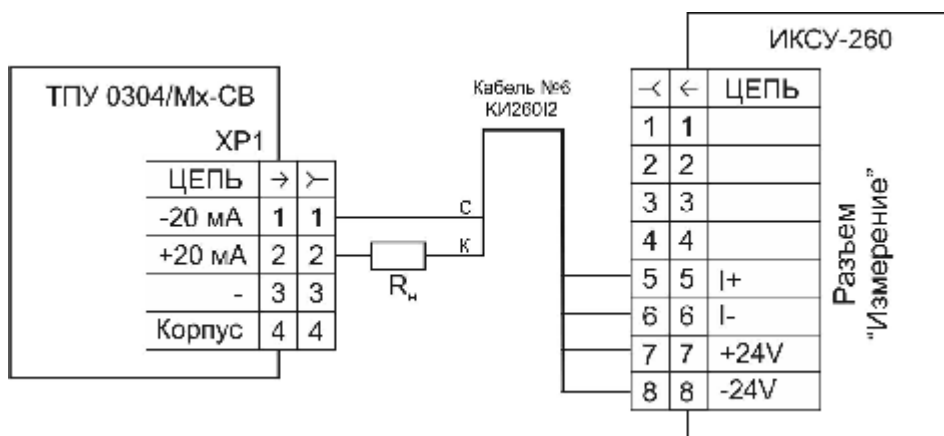 ТПУ 0304/Мх-СВ
ХР1
ЦЕПЬ → >–
-20 мА 1 1
+20 мА 2 2
- 3 3
Корпус 4 4
С
К
Rн
Кабель №6
КИ260I2
ИКСУ-260
–< ← ЦЕПЬ
1 1
2 2
3 3
4 4
5 5 I+
6 6 I-
7 7 +24V
8 8 -24V
Разъем
“Измерение”